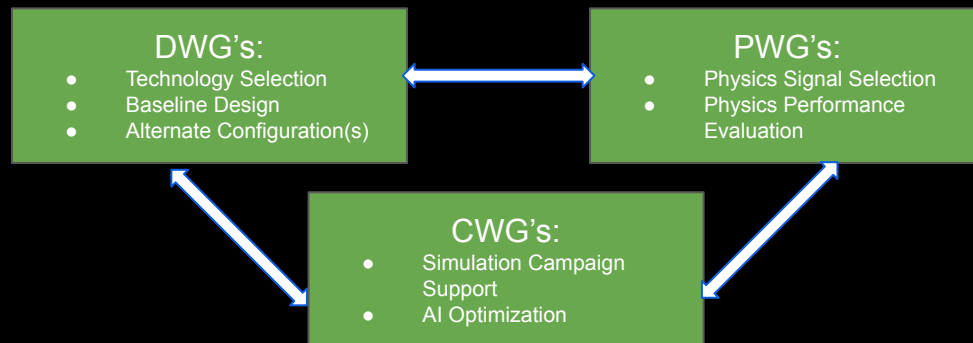 DWG's:
● Technology Selection
● Baseline Design
● Alternate Configuration(s)
PWG's:
● Physics Signal Selection
● Physics Performance
Evaluation
CWG's:
● Simulation Campaign
Support
● AI Optimization